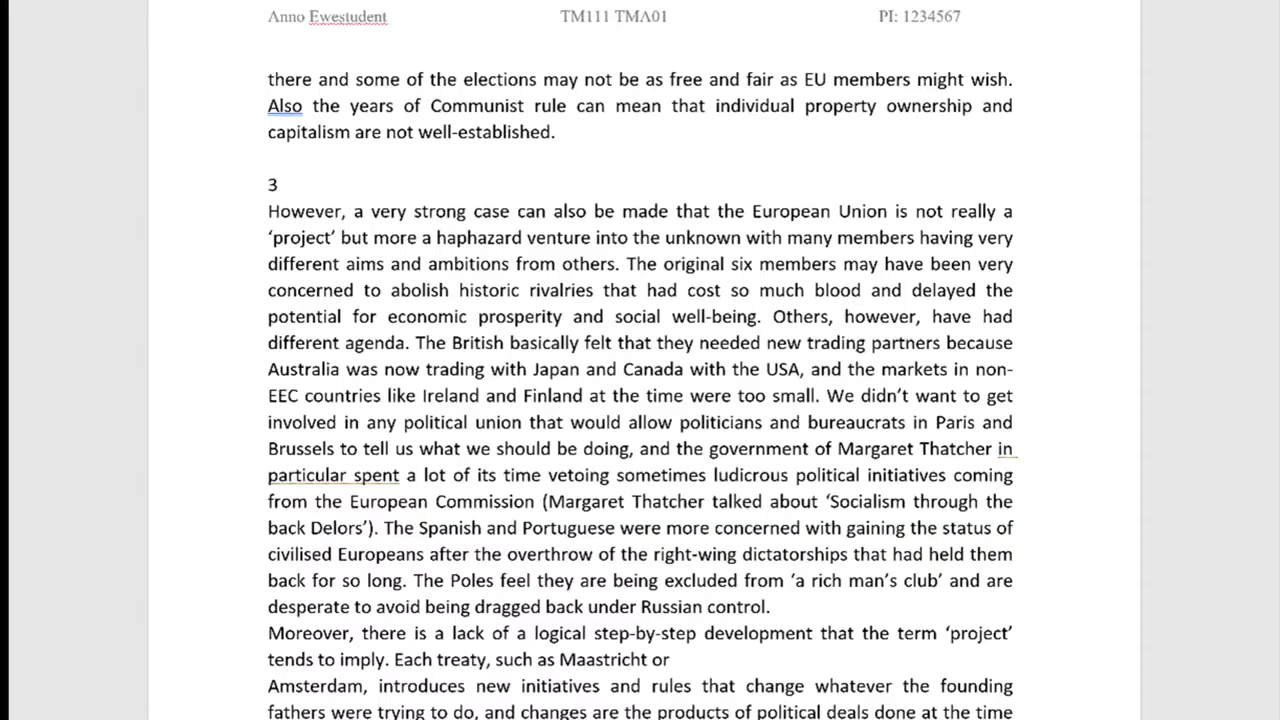 Anno Ewestudent TM111 TMA01 PI: 1234567
there and some of the elections may not be as free and fair as EU members might wish.
Also the years of Communist rule can mean that individual property ownership and
capitalism are not well-established.
3
However, a very strong case can also be made that the European Union is not really a
‘project’ but more a haphazard venture into the unknown with many members having very
different aims and ambitions from others. The original six members may have been very
concerned to abolish historic rivalries that had cost so much blood and delayed the
potential for economic prosperity and social well-being. Others, however, have had
different agenda. The British basically felt that they needed new trading partners because
Australia was now trading with Japan and Canada with the USA, and the markets in non-
EEC countries like Ireland and Finland at the time were too small. We didn’t want to get
involved in any political union that would allow politicians and bureaucrats in Paris and
Brussels to tell us what we should be doing, and the government of Margaret Thatcher in
particular spent a lot of its time vetoing sometimes ludicrous political initiatives coming
from the European Commission (Margaret Thatcher talked about ‘Socialism through the
back Delors’). The Spanish and Portuguese were more concerned with gaining the status of
civilised Europeans after the overthrow of the right-wing dictatorships that had held them
back for so long. The Poles feel they are being excluded from ‘a rich man’s club’ and are
desperate to avoid being dragged back under Russian control.
Moreover, there is a lack of a logical step-by-step development that the term ‘project’
tends to imply. Each treaty, such as Maastricht or
Amsterdam, introduces new initiatives and rules that change whatever the founding
fathers were trying to do, and changes are the products of political deals done at the time